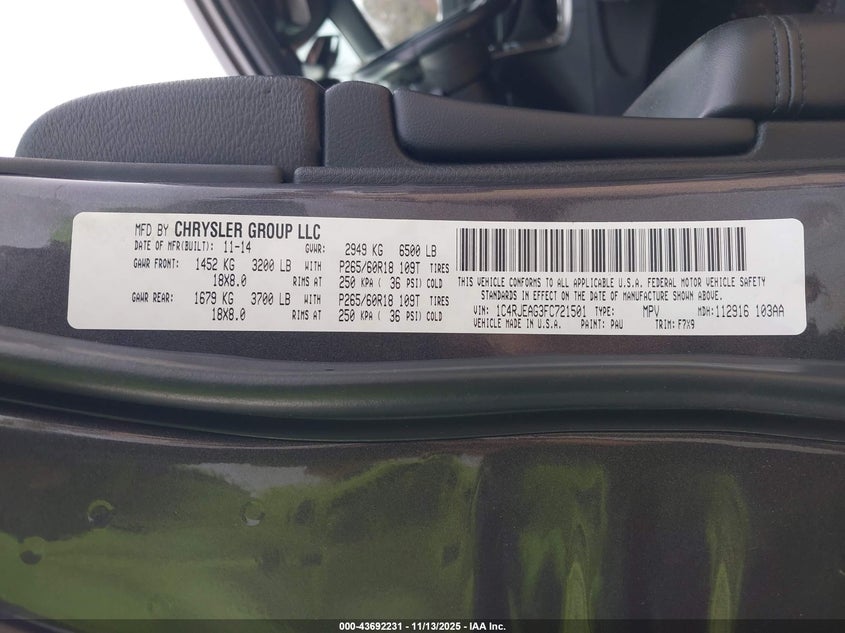 MFD BY CHRYSLER GROUP LLC
DATE OF MFR(BUILT): 11-14 GVWR: 2949 KG 6500 LB
GAWR FRONT: 1452 KG 3200 LB WITH P265/60R18 109T TIRES
18X8.0 RIMS AT 250 KPA ( 36 PSI) COLD
GAWR REAR: 1679 KG 3700 LB WITH P265/60R18 109T TIRES
18X8.0 RIMS AT 250 KPA ( 36 PSI) COLD
THIS VEHICLE CONFORMS TO ALL APPLICABLE U.S.A. FEDERAL MOTOR VEHICLE SAFETY
STANDARDS IN EFFECT ON THE DATE OF MANUFACTURE SHOWN ABOVE.
VIN: 1C4RJEAG3FC721501 TYPE: MPV MDH:112916 103AA
VEHICLE MADE IN U.S.A. PAINT: PAU TRIM: F7X9
000-43692231 - 11/13/2025 - IAA Inc.